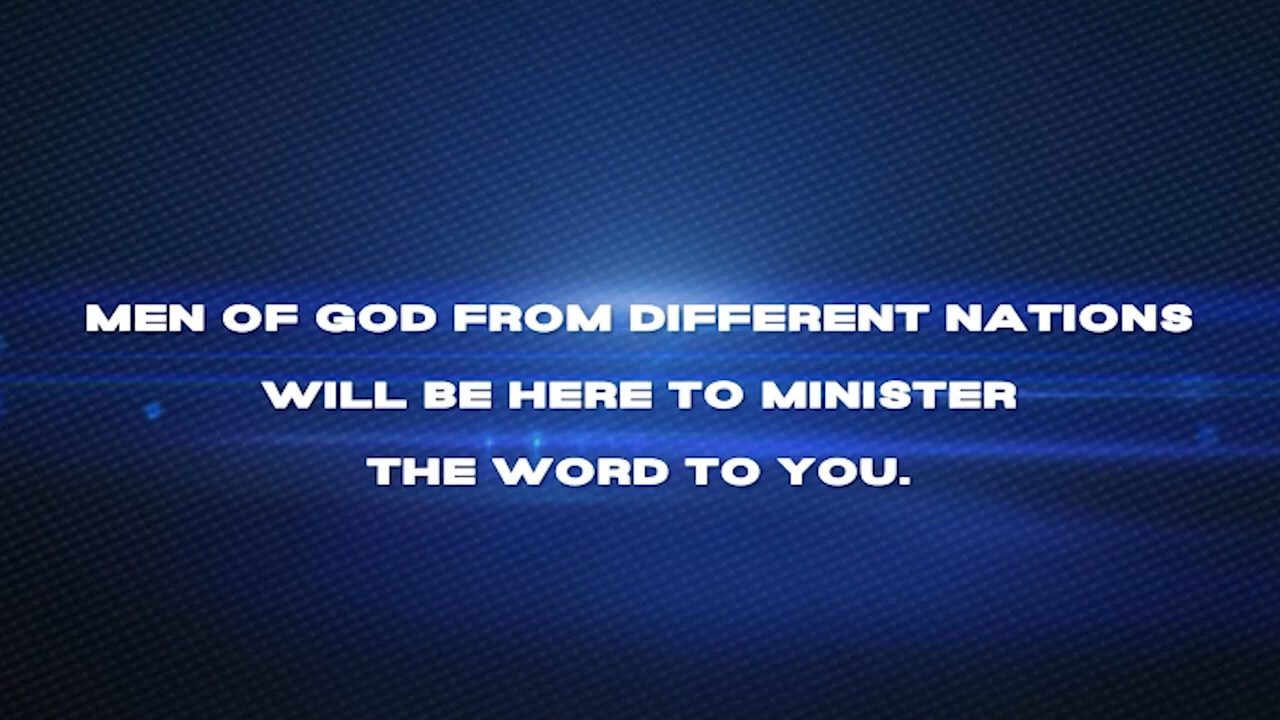 MEN OF GOD FROM DIFFERENT NATIONS
WILL BE HERE TO MINISTER
THE WORD TO YOU.